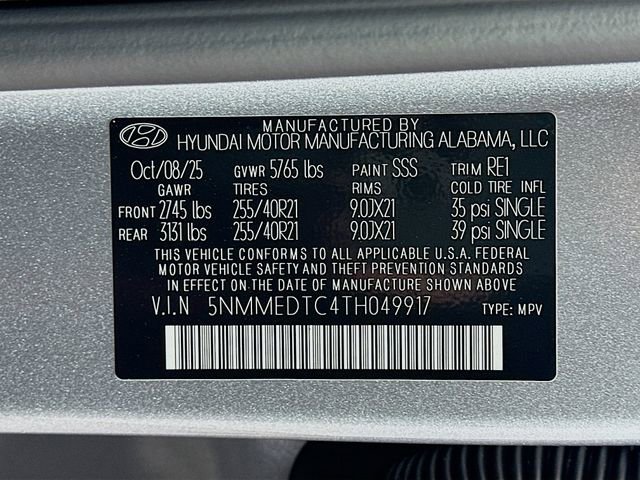 MANUFACTURED BY
HYUNDAI MOTOR MANUFACTURING ALABAMA, LLC
Oct/08/25 GVWR 5765 lbs PAINT SSS TRIM RE1
GAWR TIRES RIMS COLD TIRE INFL
FRONT 2745 lbs 255/40R21 9.0JX21 35 psi SINGLE
REAR 3131 lbs 255/40R21 9.0JX21 39 psi SINGLE
THIS VEHICLE CONFORMS TO ALL APPLICABLE U.S.A. FEDERAL
MOTOR VEHICLE SAFETY AND THEFT PREVENTION STANDARDS
IN EFFECT ON THE DATE OF MANUFACTURE SHOWN ABOVE.
V.I.N 5NMMEDTC4TH049917 TYPE: MPV